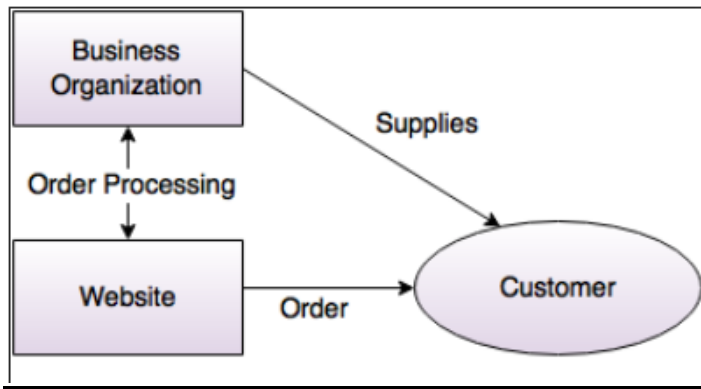 Business
Organization
Supplies
Order Processing
Website
Order
Customer